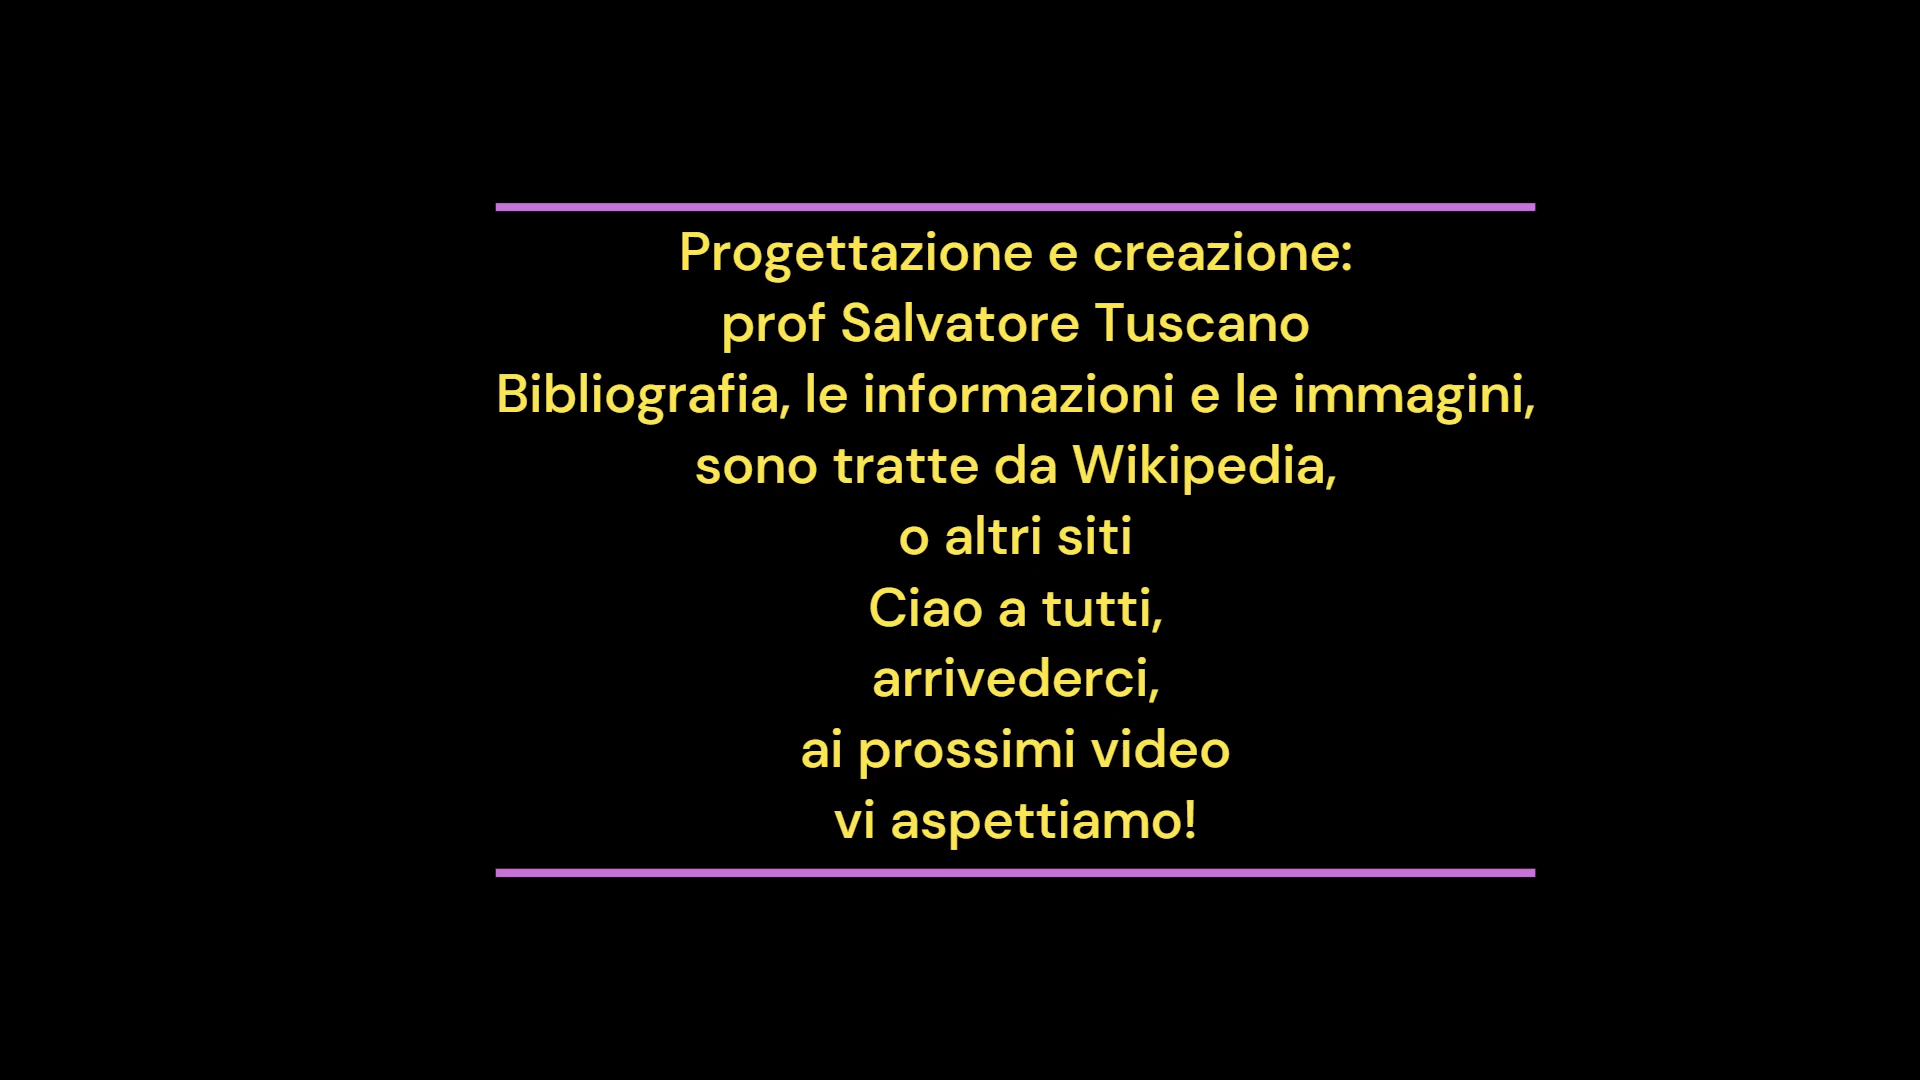 Progettazione e creazione:
prof Salvatore Tuscano
Bibliografia, le informazioni e le immagini,
sono tratte da Wikipedia,
o altri siti
Ciao a tutti,
arrivederci,
ai prossimi video
vi aspettiamo!